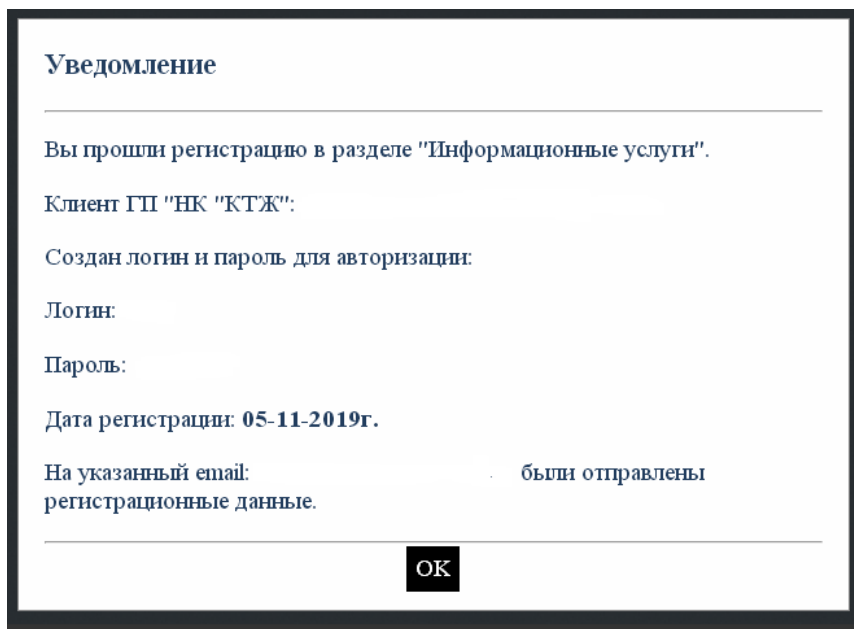 Уведомление
Вы прошли регистрацию в разделе "Информационные услуги".
Клиент ГП "НК "КТЖ":
Создан логин и пароль для авторизации:
Логин:
Пароль:
Дата регистрации: 05-11-2019г.
На указанный email: были отправлены
регистрационные данные.
OK